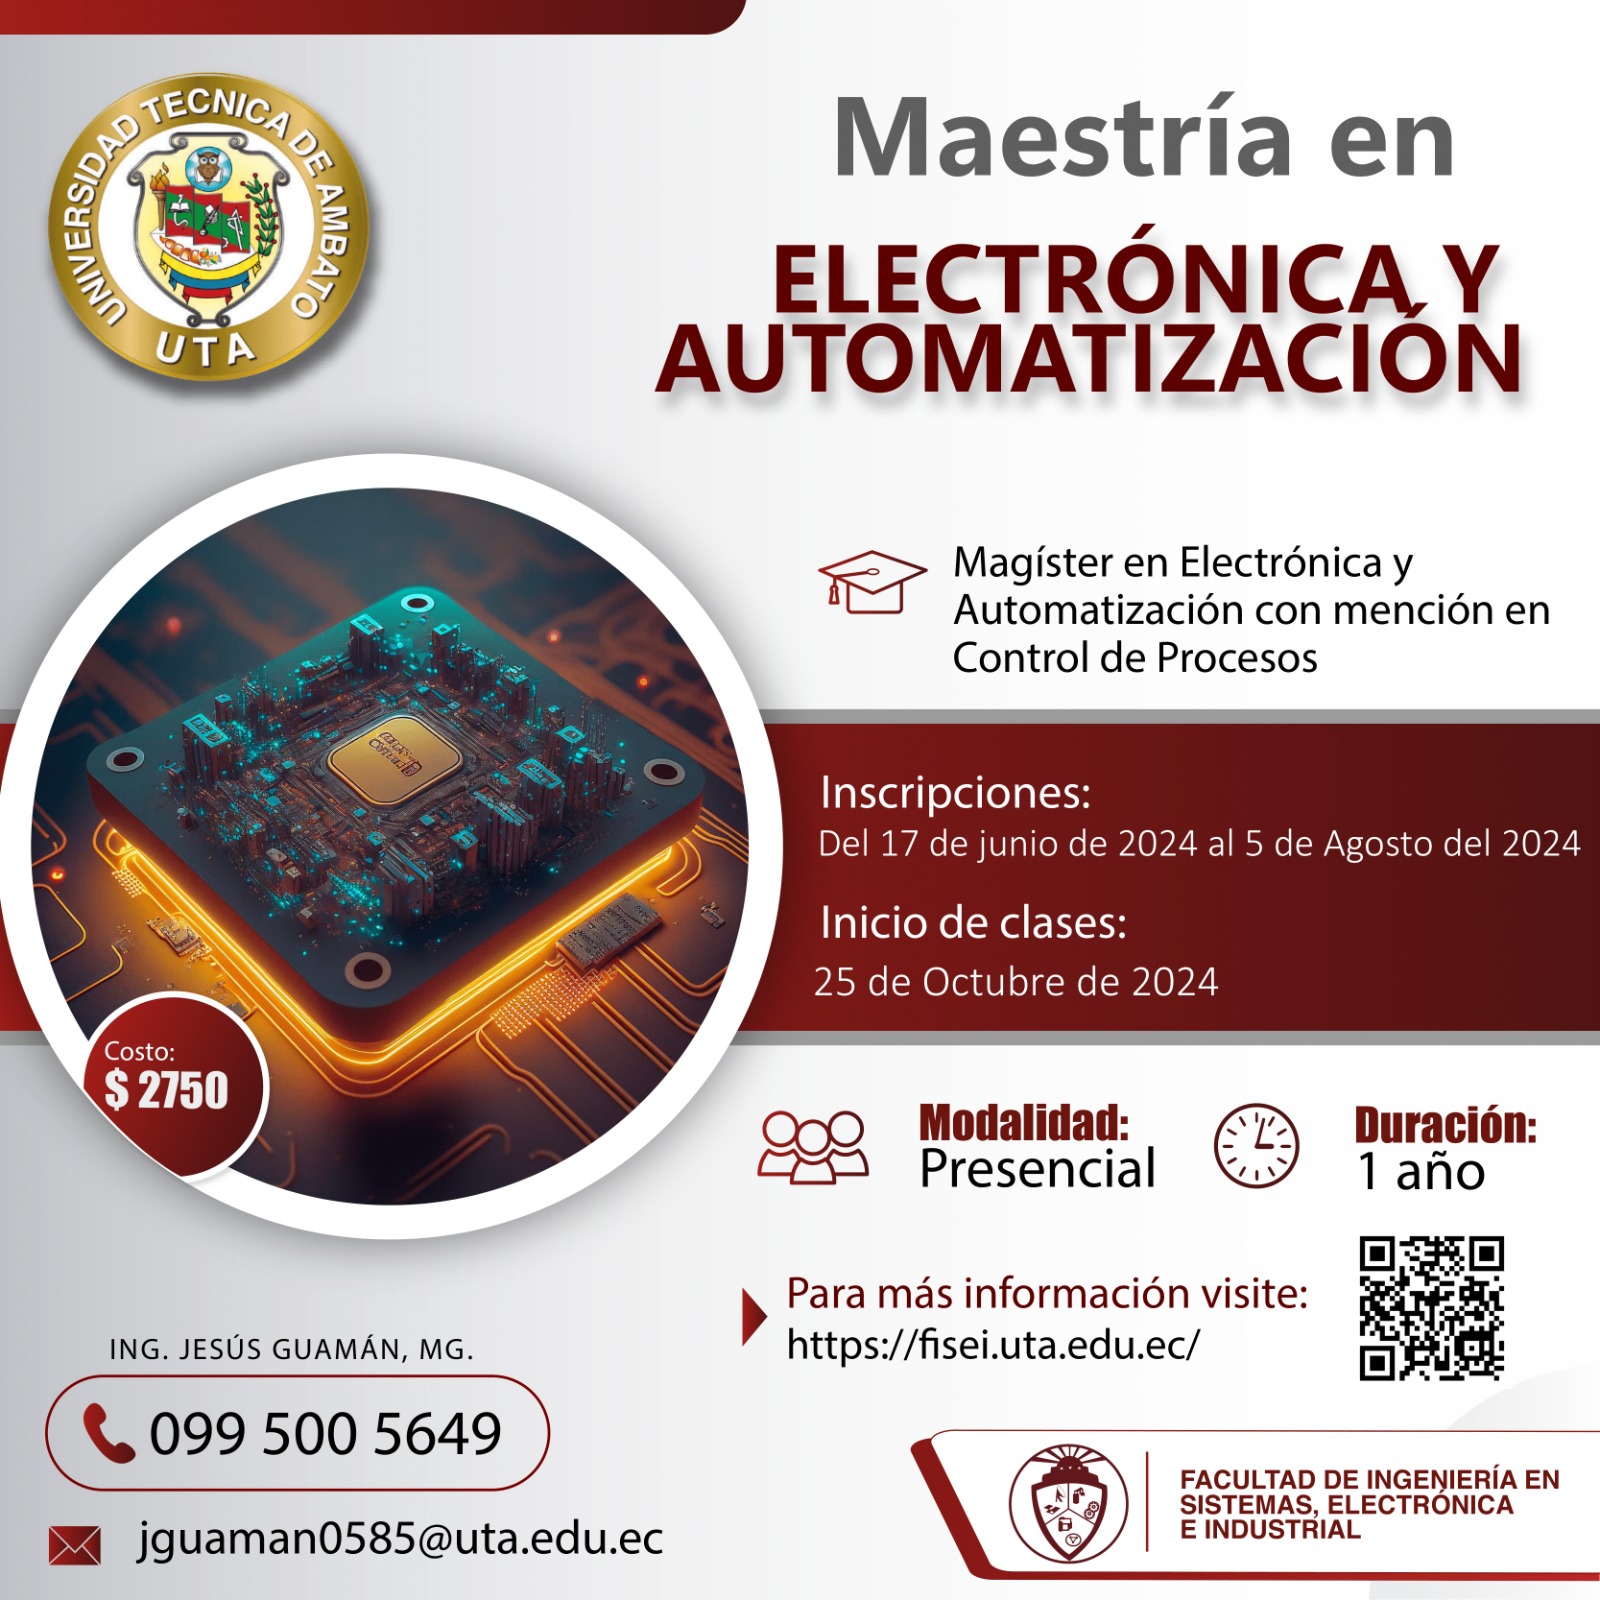 UNIVERSIDAD TECNICA DE AMBATO
UTA
Maestría en
ELECTRÓNICA Y
AUTOMATIZACIÓN
Magíster en Electrónica y
Automatización con mención en
Control de Procesos
Inscripciones:
Del 17 de junio de 2024 al 5 de Agosto del 2024
Inicio de clases:
25 de Octubre de 2024
Costo:
$ 2750
Modalidad:
Presencial
Duración:
1 año
Para más información visite:
https://fisei.uta.edu.ec/
ING. JESÚS GUAMÁN, MG.
099 500 5649
jguaman0585@uta.edu.ec
FACULTAD DE INGENIERÍA EN
SISTEMAS, ELECTRÓNICA
E INDUSTRIAL